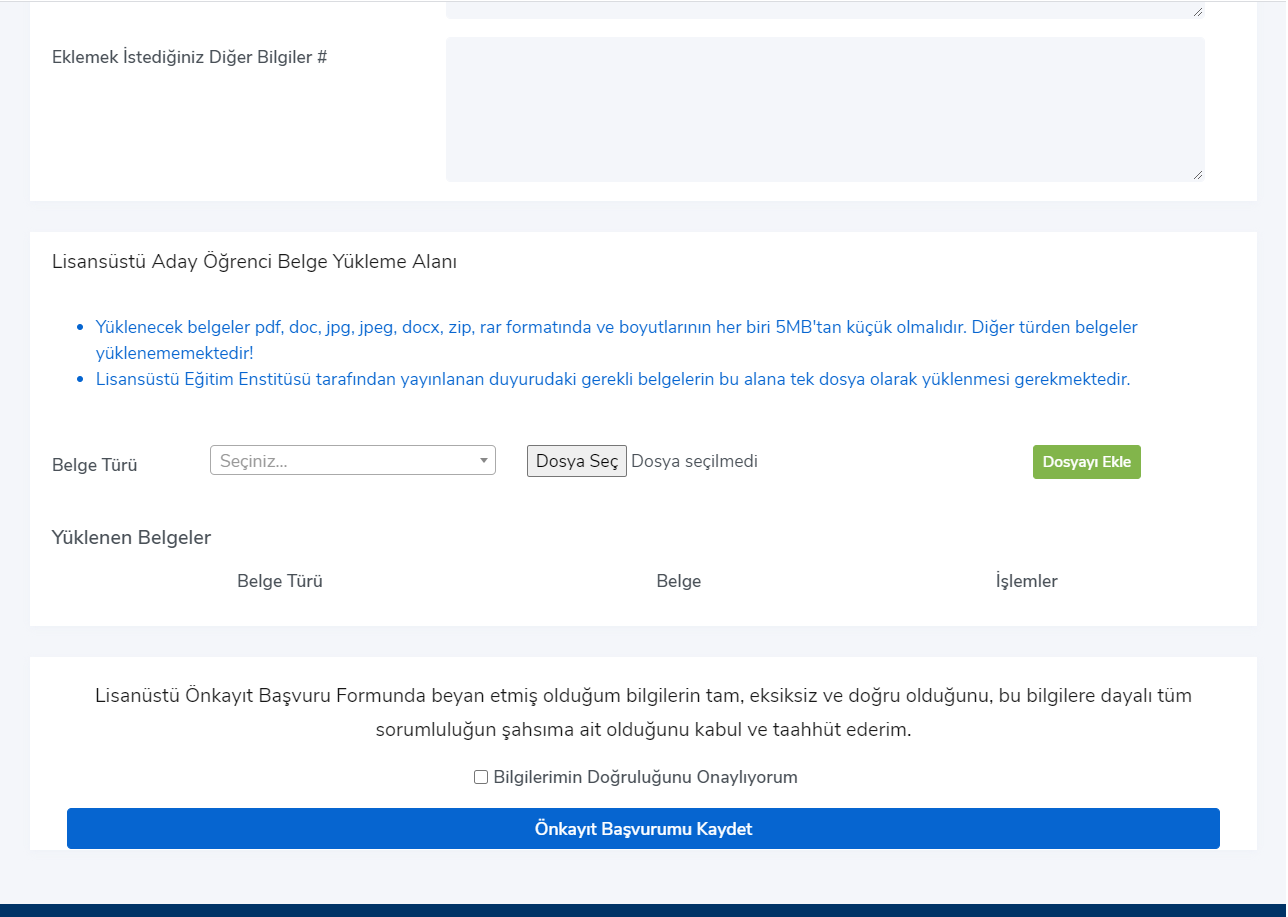 Eklemek İstediğiniz Diğer Bilgiler #
Lisansüstü Aday Öğrenci Belge Yükleme Alanı
• Yüklenecek belgeler pdf, doc, jpg, jpeg, docx, zip, rar formatında ve boyutlarının her biri 5MB'tan küçük olmalıdır. Diğer türden belgeler
yüklenememektedir!
• Lisansüstü Eğitim Enstitüsü tarafından yayınlanan duyurudaki gerekli belgelerin bu alana tek dosya olarak yüklenmesi gerekmektedir.
Belge Türü Seçiniz... Dosya Seç Dosya seçilmedi Dosyayı Ekle
Yüklenen Belgeler
Belge Türü Belge İşlemler
Lisanüstü Önkayıt Başvuru Formunda beyan etmiş olduğum bilgilerin tam, eksiksiz ve doğru olduğunu, bu bilgilere dayalı tüm
sorumluluğun şahsıma ait olduğunu kabul ve taahhüt ederim.
Bilgilerimin Doğruluğunu Onaylıyorum
Önkayıt Başvurumu Kaydet